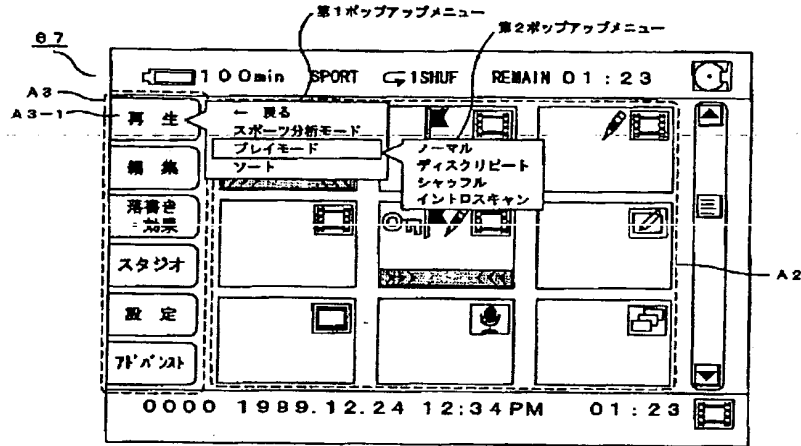 第1ポップアップメニュー
第2ポップアップメニュー
67
100min SPORT 1SHUF REMAIN 01:23
A3
A3-1
再生
← 戻る
スポーツ分析モード
プレイモード
ソート
ノーマル
ディスクリピート
シャッフル
イントロスキャン
編集
落書き
効果
スタジオ
設定
ｱﾄﾞﾊﾞﾝｽﾄ
A2
0000 1989.12.24 12:34PM 01:23